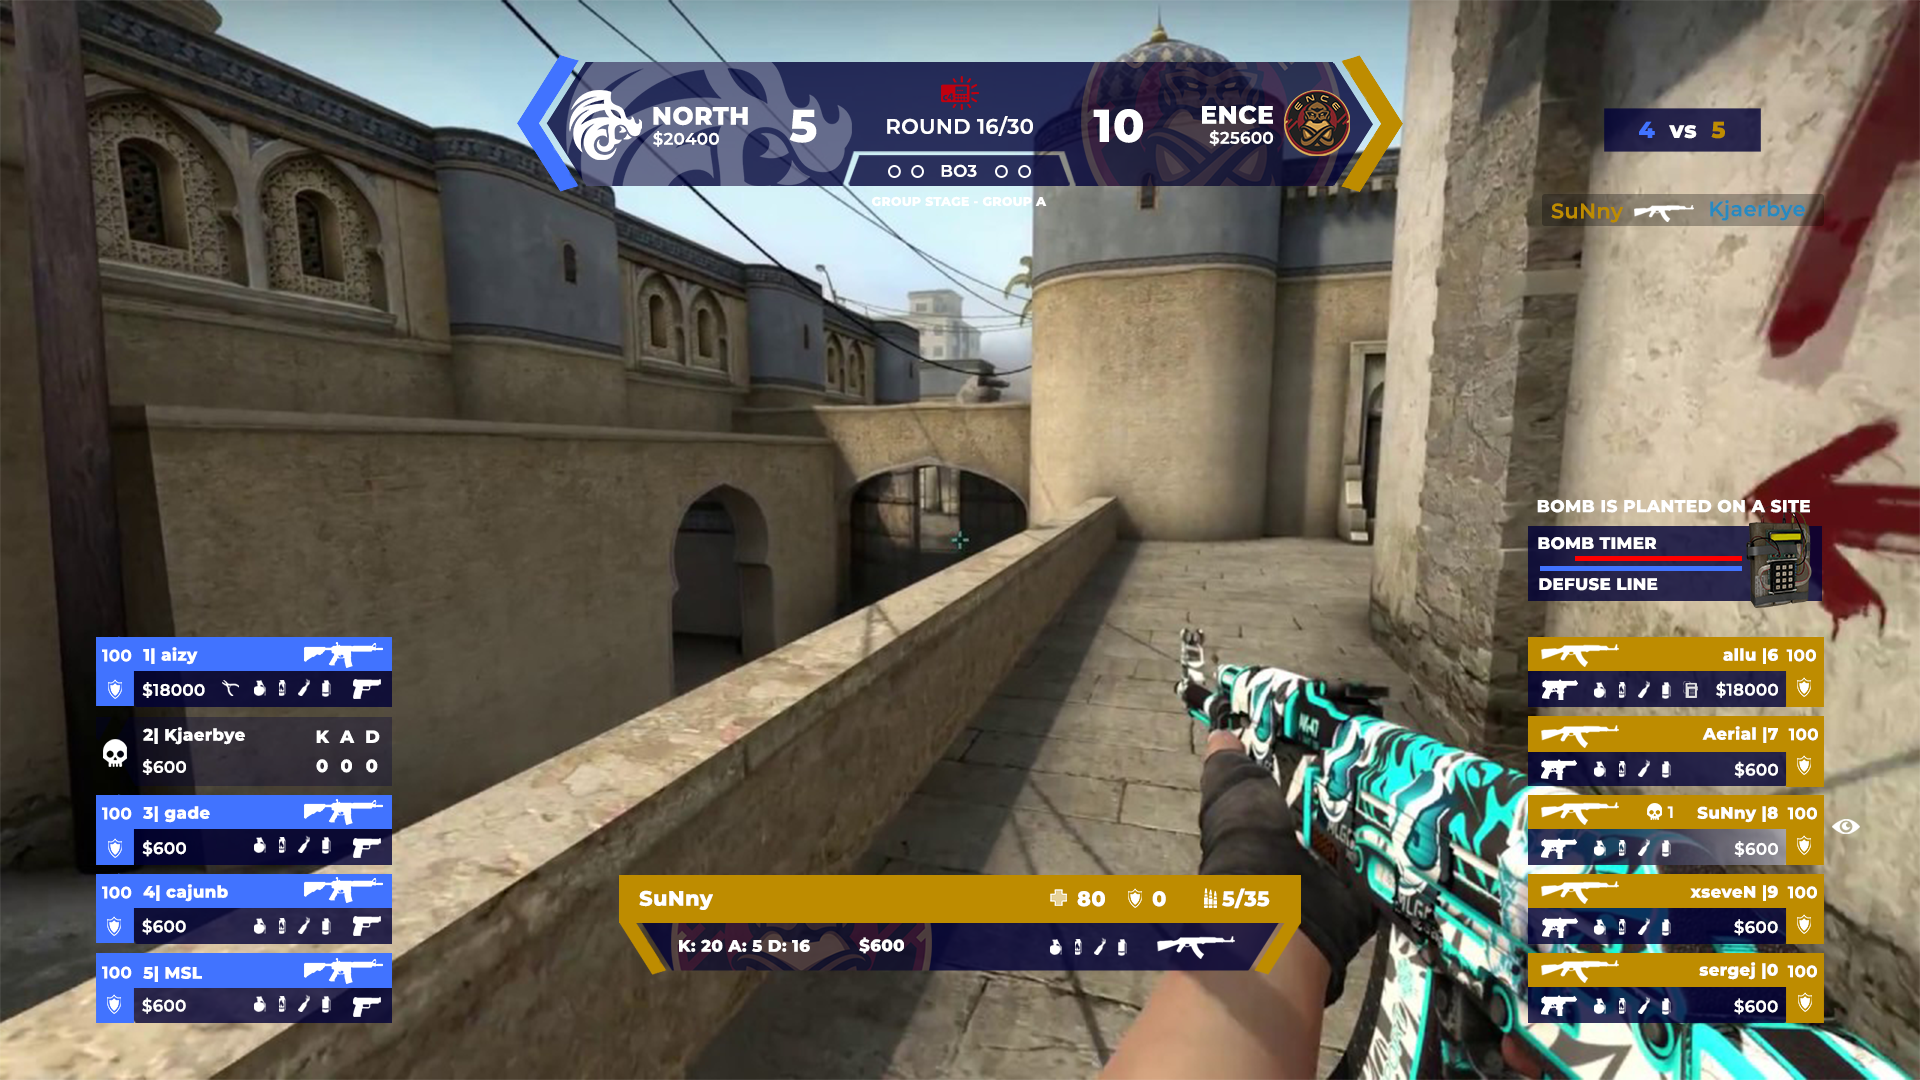 NORTH
$20400
5
ROUND 16/30
10
ENCE
$25600
ENCE
BO3
GROUP STAGE - GROUP A
4 VS 5
SuNny Kjaerbye
BOMB IS PLANTED ON A SITE
BOMB TIMER
DEFUSE LINE
100 1| aizy
$18000
2| Kjaerbye K A D
$600 0 0 0
100 3| gade
$600
100 4| cajunb
$600
100 5| MSL
$600
allu |6 100
$18000
Aerial |7 100
$600
1 SuNny |8 100
$600
xseveN |9 100
$600
sergej |0 100
$600
SuNny 80 0 5/35
K: 20 A: 5 D: 16 $600